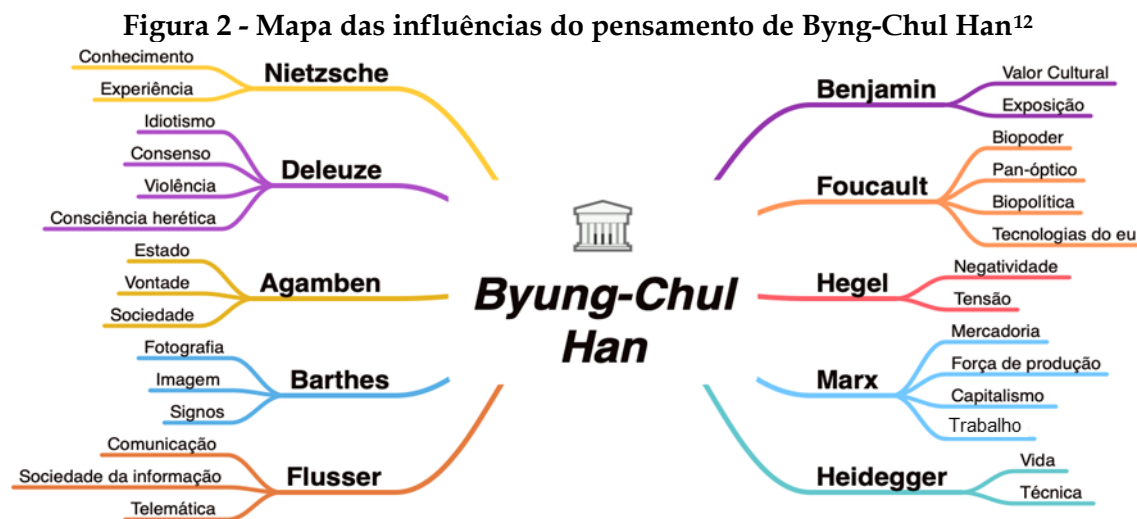 Figura 2 - Mapa das influências do pensamento de Byng-Chul Han¹²
Conhecimento
Experiência
Nietzsche
Idiotismo
Consenso
Violência
Consciência herética
Deleuze
Estado
Vontade
Sociedade
Agamben
Fotografia
Imagem
Signos
Barthes
Comunicação
Sociedade da informação
Telemática
Flusser
Byung-Chul
Han
Benjamin
Valor Cultural
Exposição
Foucault
Biopoder
Pan-óptico
Biopolítica
Tecnologias do eu
Hegel
Negatividade
Tensão
Marx
Mercadoria
Força de produção
Capitalismo
Trabalho
Heidegger
Vida
Técnica